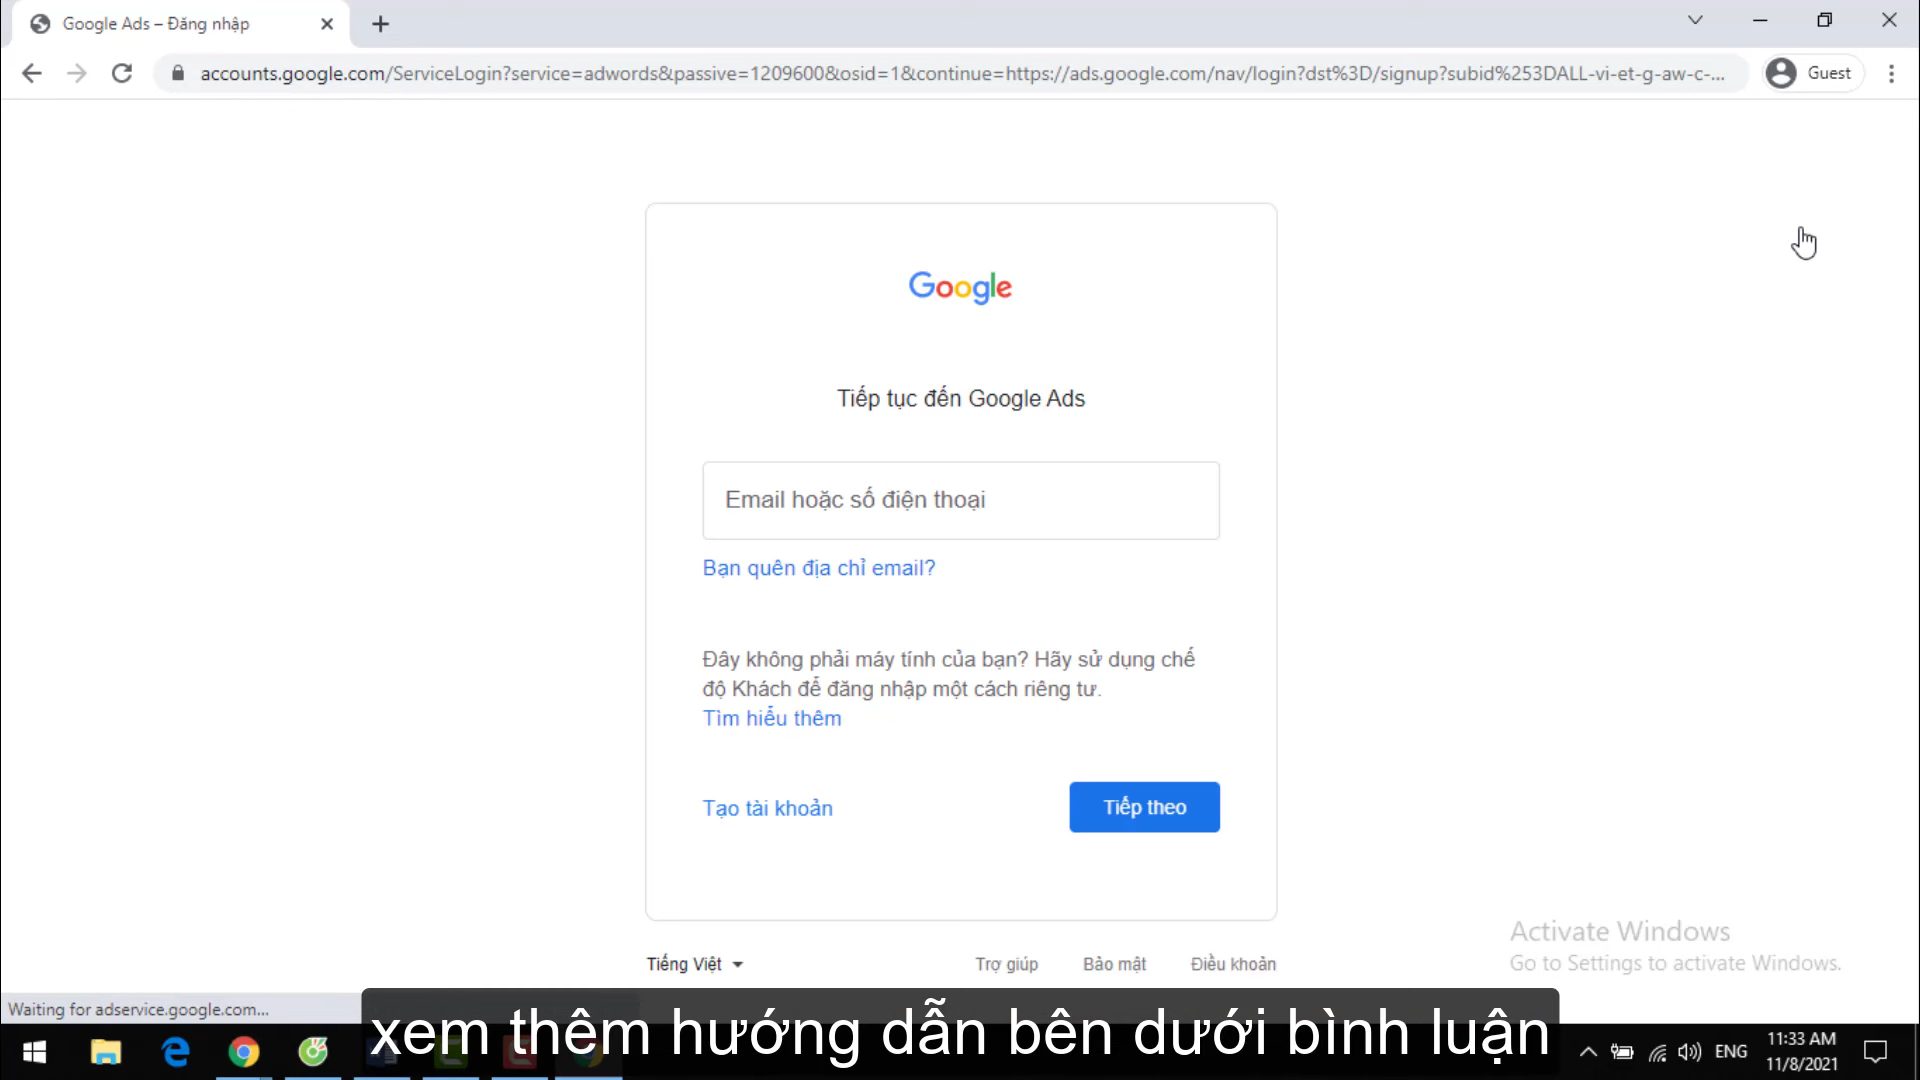 Google Ads – Đăng nhập
accounts.google.com/ServiceLogin?service=adwords&passive=1209600&osid=1&continue=https://ads.google.com/nav/login?dst%3D/signup?subid%253DALL-vi-et-g-aw-c-...
Guest
Google
Tiếp tục đến Google Ads
Email hoặc số điện thoại
Bạn quên địa chỉ email?
Đây không phải máy tính của bạn? Hãy sử dụng chế
độ Khách để đăng nhập một cách riêng tư.
Tìm hiểu thêm
Tạo tài khoản
Tiếp theo
Activate Windows
Go to Settings to activate Windows.
Tiếng Việt
Trợ giúp
Bảo mật
Điều khoản
Waiting for adservice.google.com...
xem thêm hướng dẫn bên dưới bình luận
ENG
11:33 AM
11/8/2021